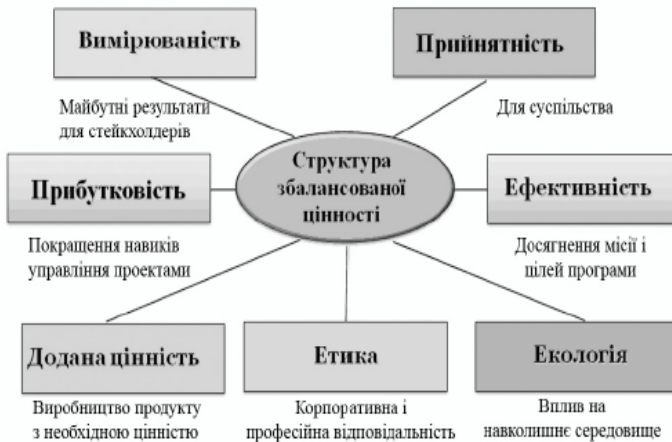 Вимірюваність
Прийнятність
Майбутні результати
для стейкхолдерів
Для суспільства
Структура
збалансованої
цінності
Прибутковість
Ефективність
Покращення навиків
управління проектами
Досягнення місії і
цілей програми
Додана цінність
Етика
Екологія
Виробництво продукту
з необхідною цінністю
Корпоративна і
професійна відповідальність
Вплив на
навколишнє середовище